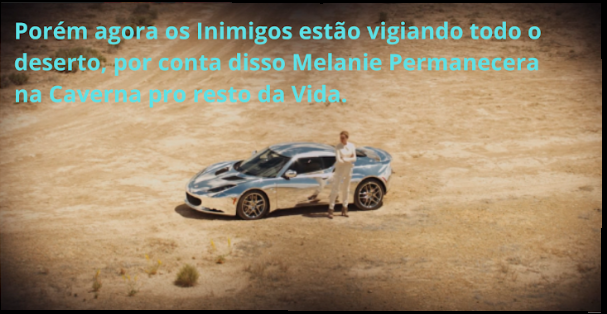 Porém agora os Inimigos estão vigiando todo o
deserto, por conta disso Melanie Permanecera
na Caverna pro resto da Vida.